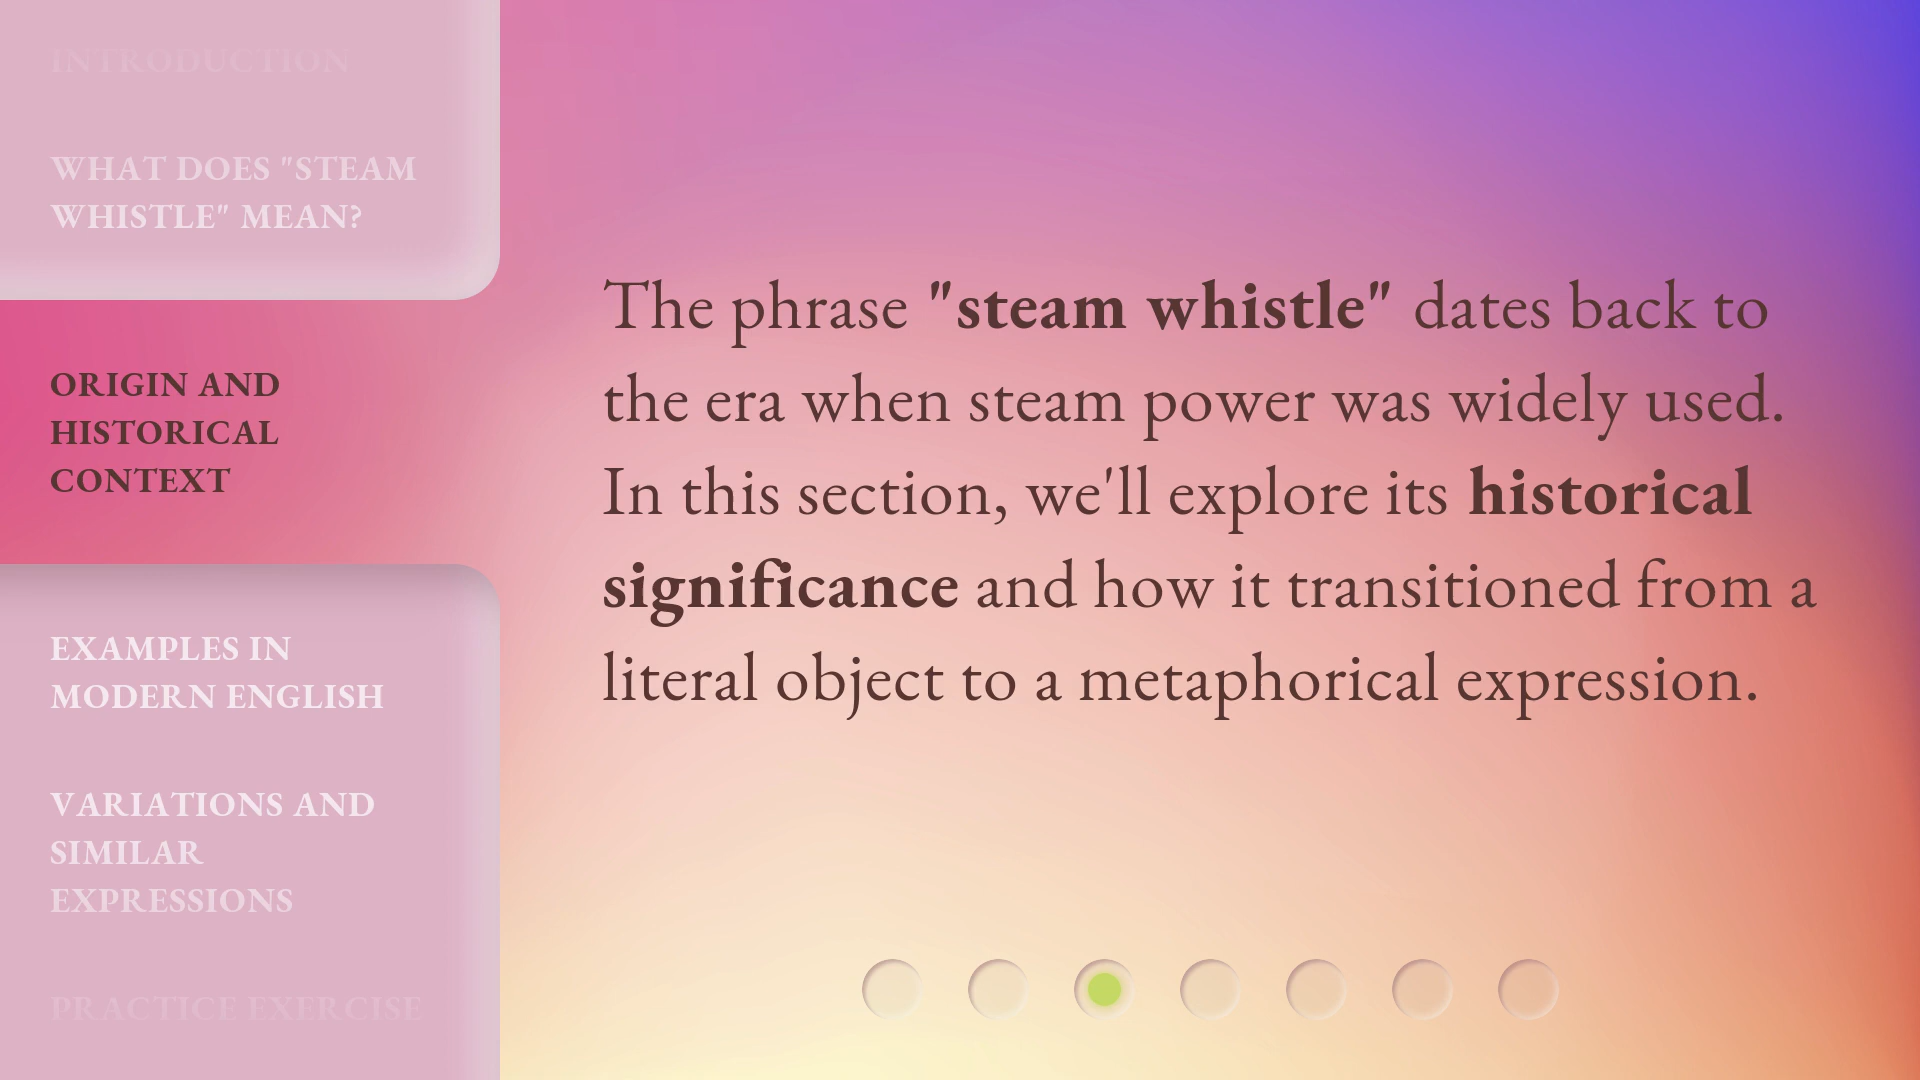 INTRODUCTION
WHAT DOES "STEAM
WHISTLE" MEAN?
ORIGIN AND
HISTORICAL
CONTEXT
EXAMPLES IN
MODERN ENGLISH
VARIATIONS AND
SIMILAR
EXPRESSIONS
PRACTICE EXERCISE
The phrase "steam whistle" dates back to
the era when steam power was widely used.
In this section, we'll explore its historical
significance and how it transitioned from a
literal object to a metaphorical expression.